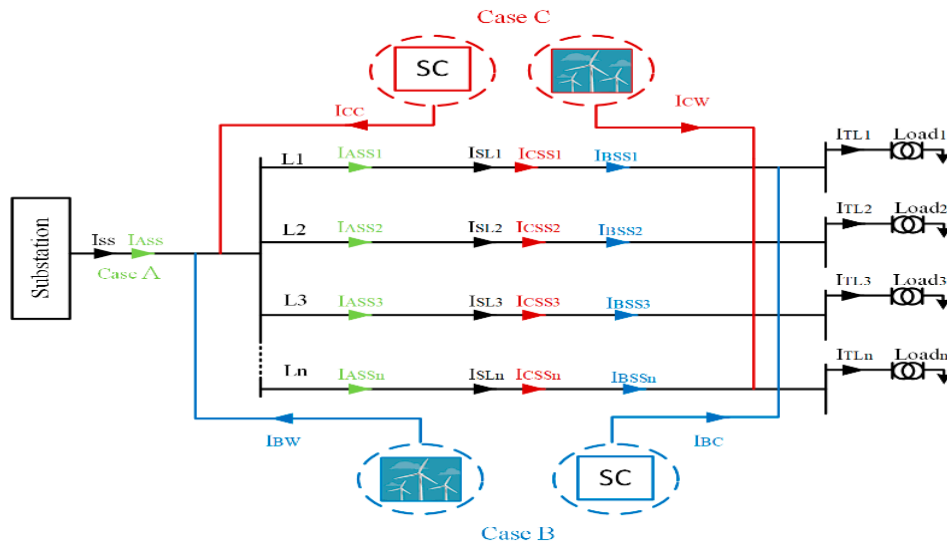 Case C
SC
ICC
ICW
L1
IASS1
ISL1
ICSS1
IBSS1
ITL1
Load1
L2
IASS2
ISL2
ICSS2
IBSS2
ITL2
Load2
Substation
ISS
IASS
Case A
L3
IASS3
ISL3
ICSS3
IBSS3
ITL3
Load3
Ln
IASSn
ISLn
ICSSn
IBSSn
ITLn
Loadn
IBW
IBC
SC
Case B